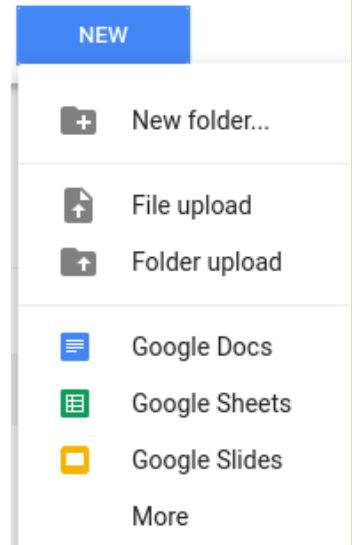 NEW
New folder...
File upload
Folder upload
Google Docs
Google Sheets
Google Slides
More